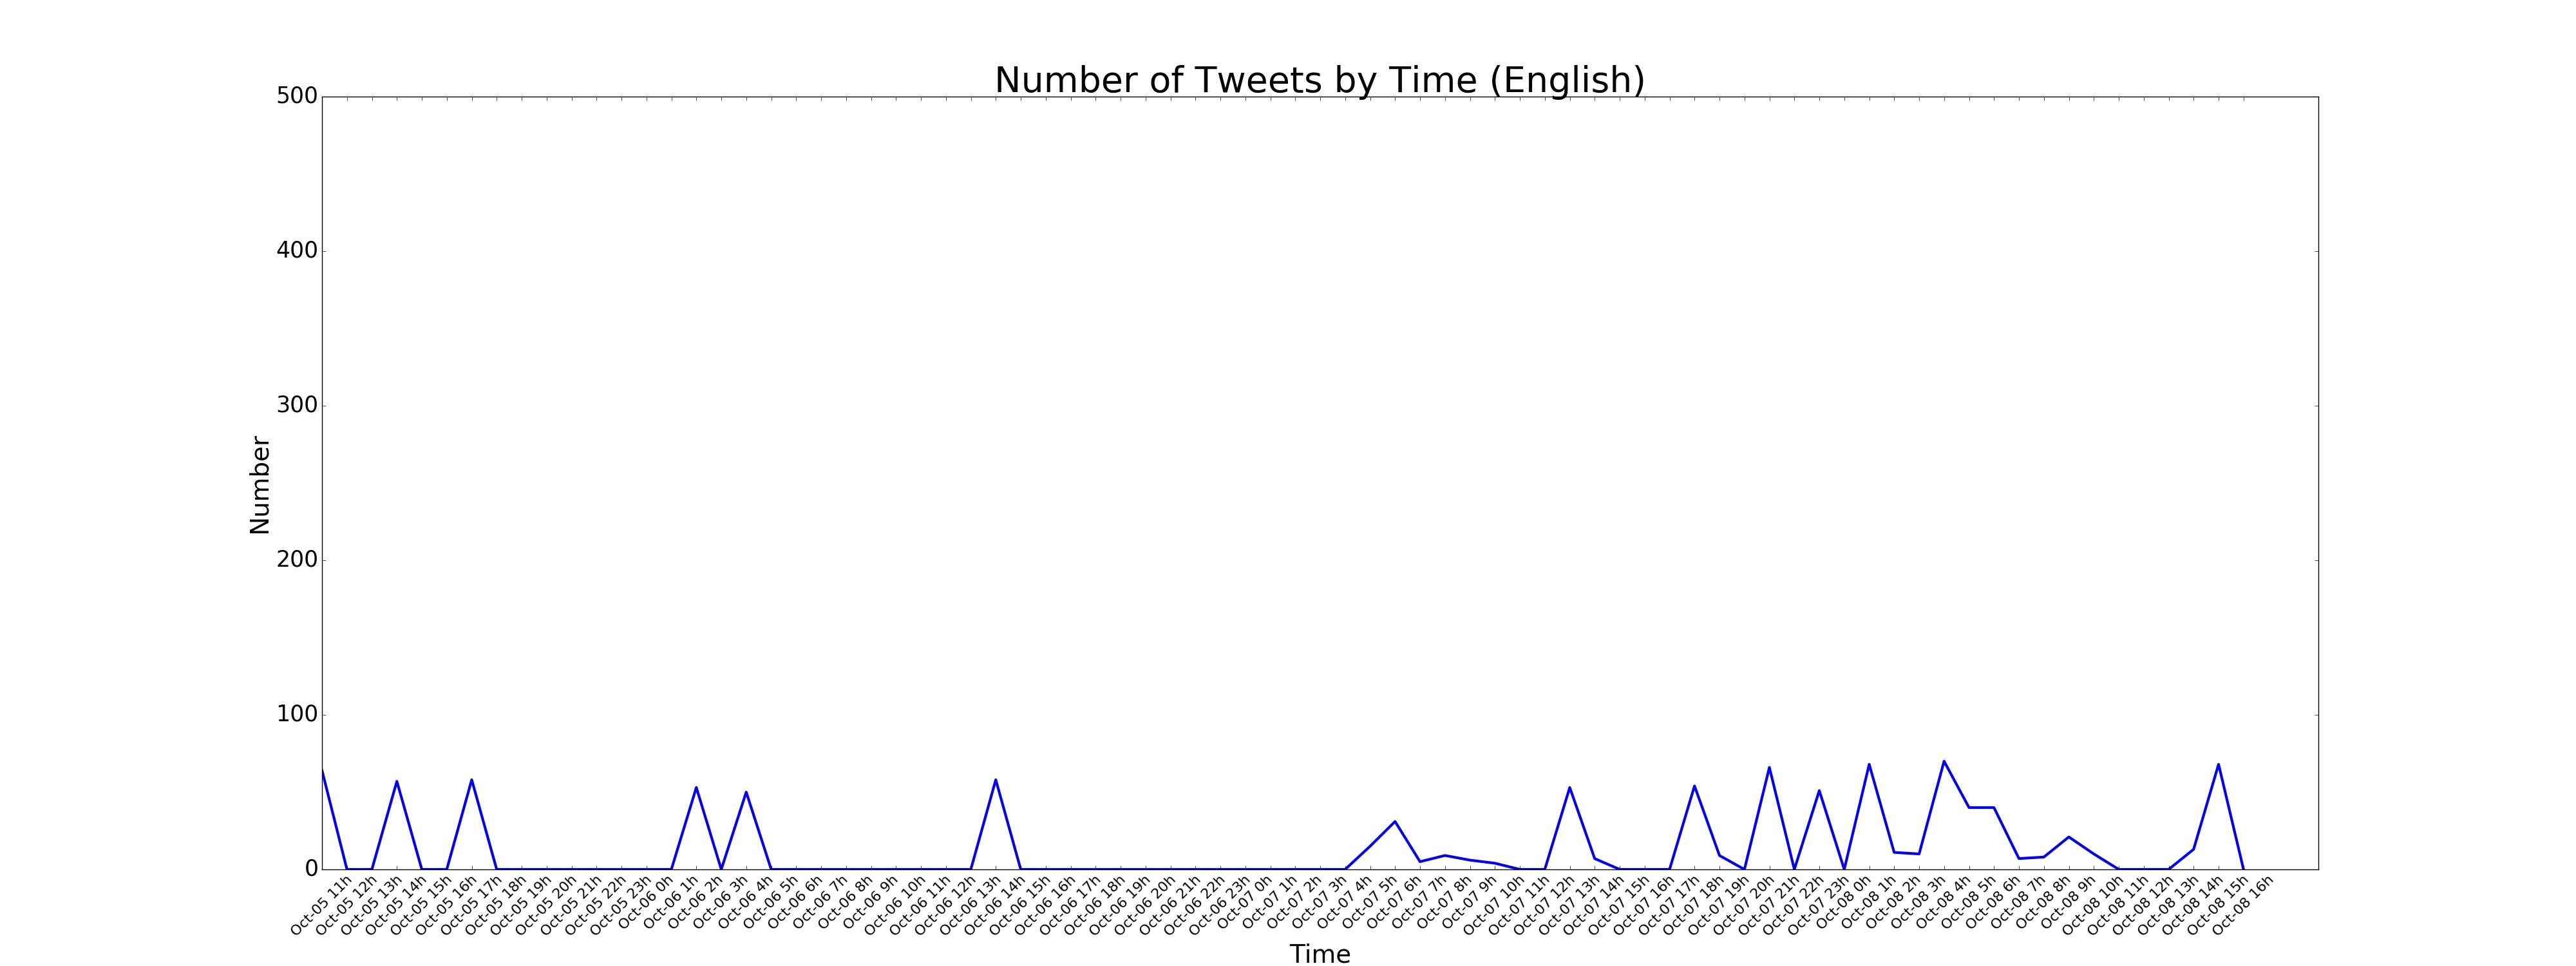 Number of Tweets by Time (English)
500
400
300
200
100
0
Number
Oct-05 11h
Oct-05 12h
Oct-05 13h
Oct-05 14h
Oct-05 15h
Oct-05 16h
Oct-05 17h
Oct-05 18h
Oct-05 19h
Oct-05 20h
Oct-05 21h
Oct-05 22h
Oct-05 23h
Oct-06 0h
Oct-06 1h
Oct-06 2h
Oct-06 3h
Oct-06 4h
Oct-06 5h
Oct-06 6h
Oct-06 7h
Oct-06 8h
Oct-06 9h
Oct-06 10h
Oct-06 11h
Oct-06 12h
Oct-06 13h
Oct-06 14h
Oct-06 15h
Oct-06 16h
Oct-06 17h
Oct-06 18h
Oct-06 19h
Oct-06 20h
Oct-06 21h
Oct-06 22h
Oct-06 23h
Oct-07 0h
Oct-07 1h
Oct-07 2h
Oct-07 3h
Oct-07 4h
Oct-07 5h
Oct-07 6h
Oct-07 7h
Oct-07 8h
Oct-07 9h
Oct-07 10h
Oct-07 11h
Oct-07 12h
Oct-07 13h
Oct-07 14h
Oct-07 15h
Oct-07 16h
Oct-07 17h
Oct-07 18h
Oct-07 19h
Oct-07 20h
Oct-07 21h
Oct-07 22h
Oct-07 23h
Oct-08 0h
Oct-08 1h
Oct-08 2h
Oct-08 3h
Oct-08 4h
Oct-08 5h
Oct-08 6h
Oct-08 7h
Oct-08 8h
Oct-08 9h
Oct-08 10h
Oct-08 11h
Oct-08 12h
Oct-08 13h
Oct-08 14h
Oct-08 15h
Oct-08 16h
Time